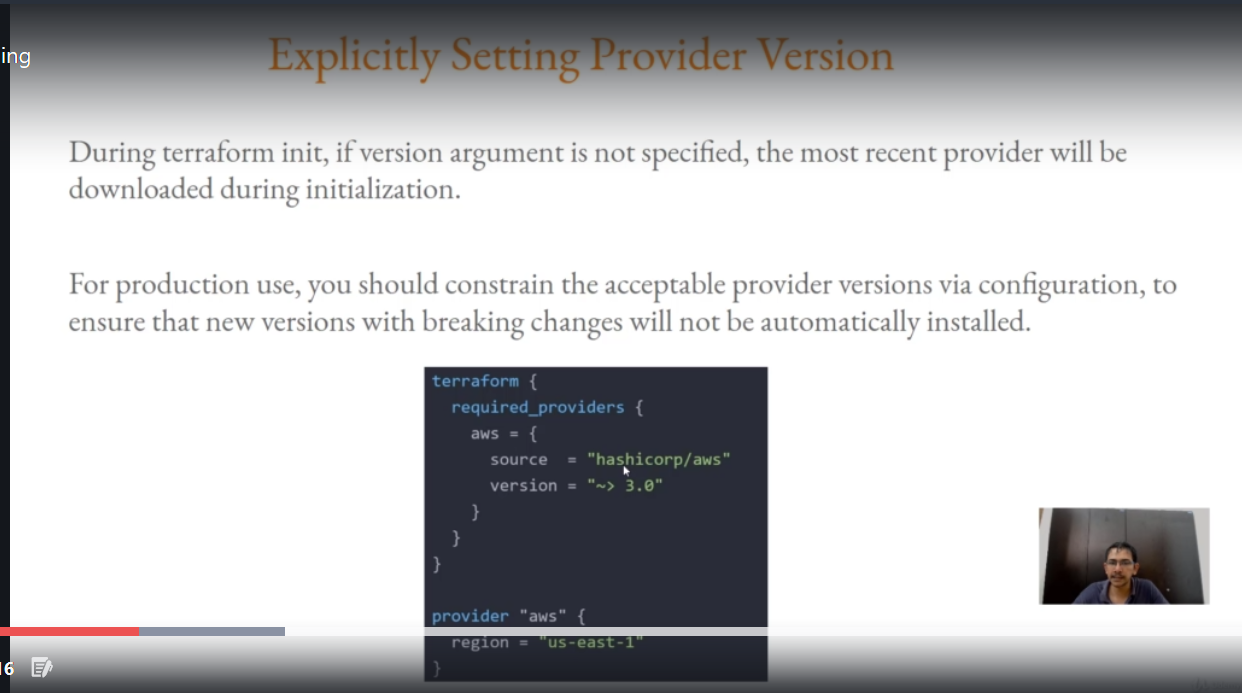 ing
Explicitly Setting Provider Version
During terraform init, if version argument is not specified, the most recent provider will be
downloaded during initialization.
For production use, you should constrain the acceptable provider versions via configuration, to
ensure that new versions with breaking changes will not be automatically installed.
terraform {
required_providers {
aws = {
source = "hashicorp/aws"
version = "~> 3.0"
}
}
}
provider "aws" {
region = "us-east-1"
}
16